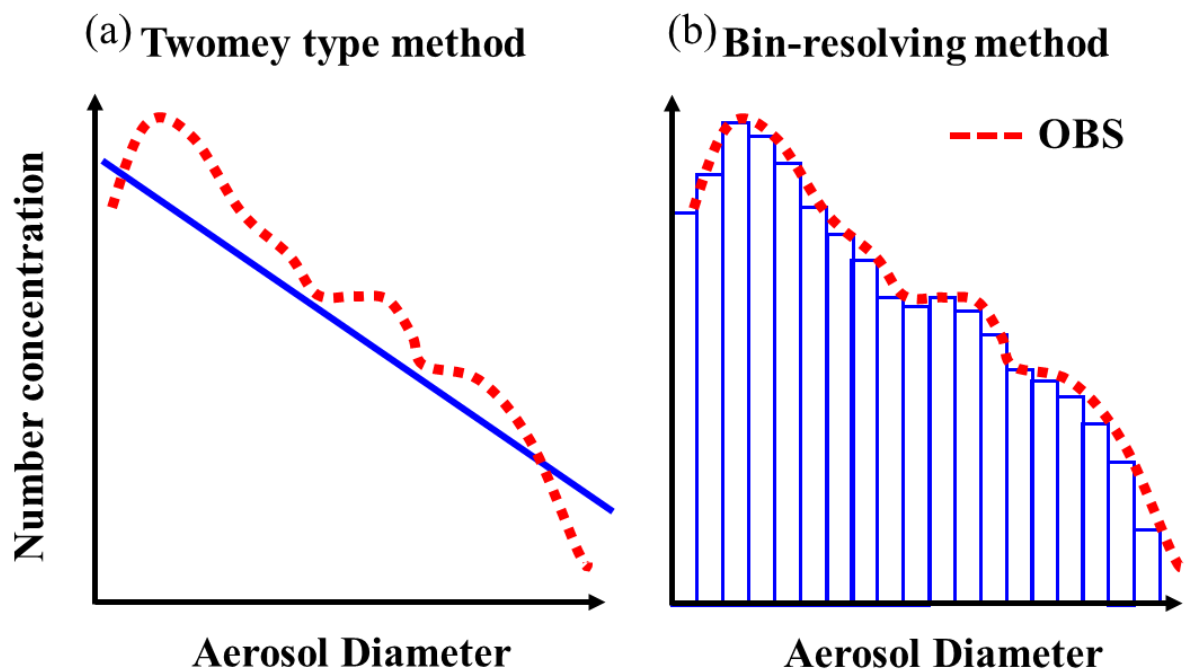 (a) Twomey type method
(b) Bin-resolving method
OBS
Number concentration
Aerosol Diameter
Aerosol Diameter